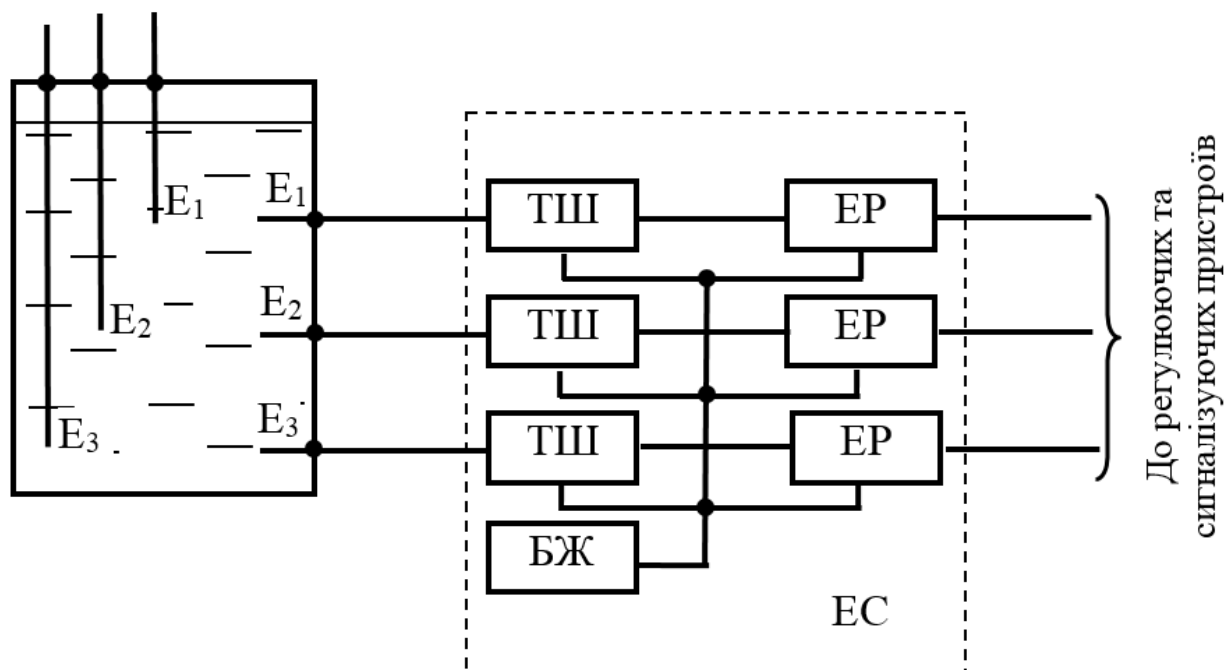 E₁
E₁
ТШ
ЕР
E₂
E₂
ТШ
ЕР
E₃
E₃
ТШ
ЕР
БЖ
ЕС
До регулюючих та
сигналізуючих пристроїв